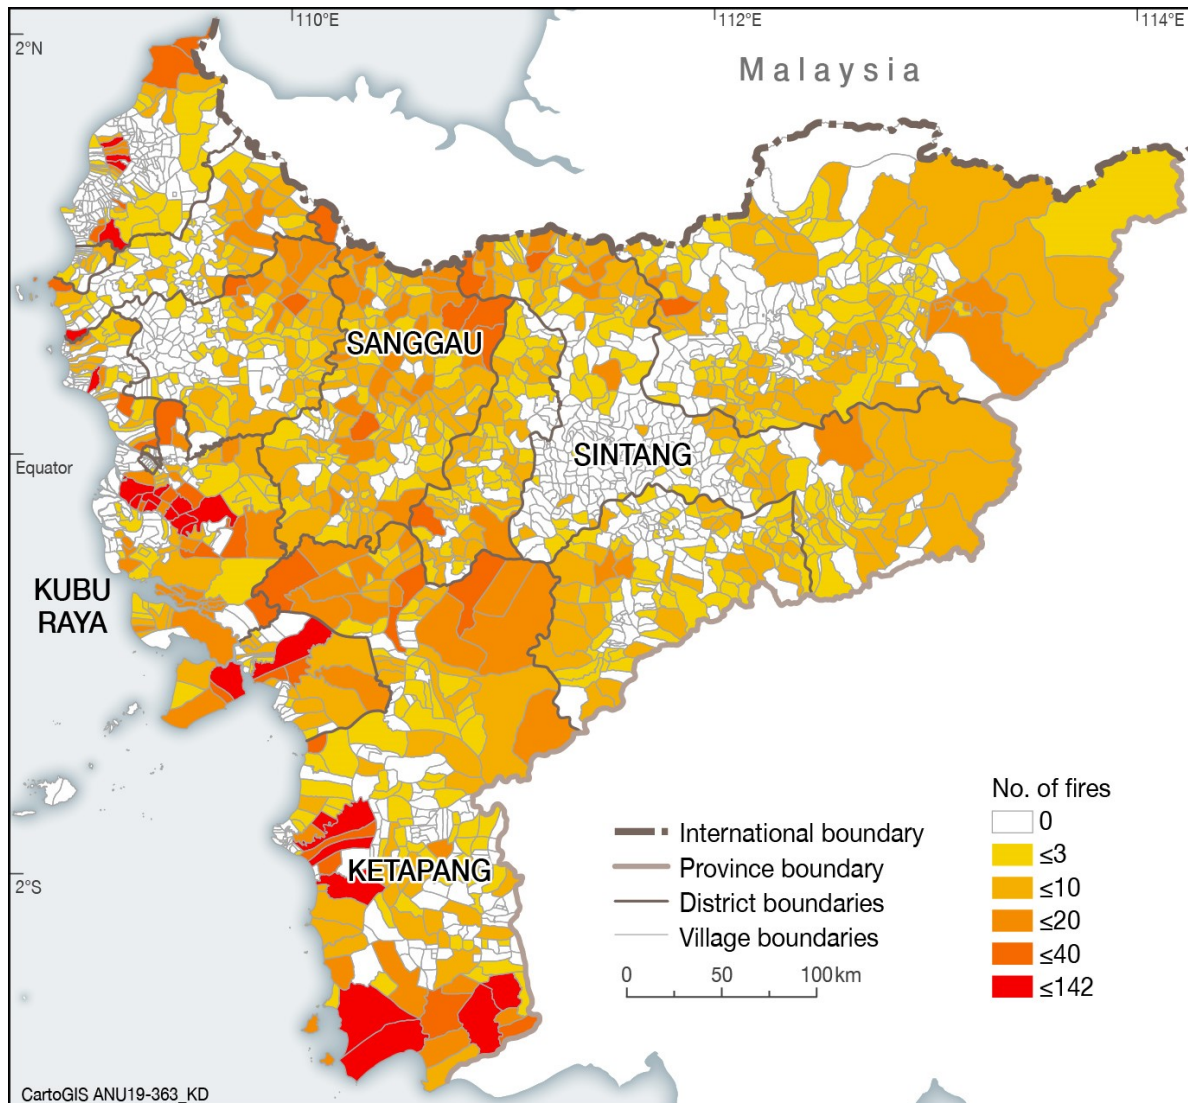 110°E
112°E
114°E
2°N
Malaysia
SANGGAU
SINTANG
Equator
KUBU
RAYA
KETAPANG
2°S
No. of fires
0
≤3
≤10
≤20
≤40
≤142
International boundary
Province boundary
District boundaries
Village boundaries
0 50 100km
CartoGIS ANU19-363_KD